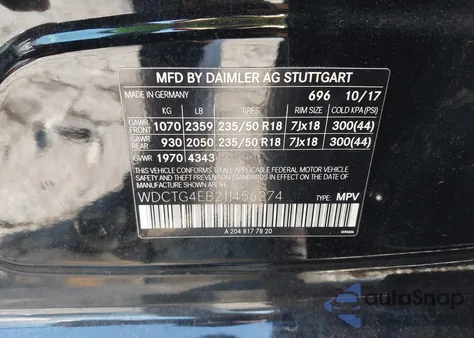 MFD BY DAIMLER AG STUTTGART
MADE IN GERMANY 696 10/17
KG LB TIRES RIM SIZE COLD KPA(PSI)
GAWR FRONT 1070 2359 235/50 R18 7Jx18 300(44)
GAWR REAR 930 2050 235/50 R18 7Jx18 300(44)
GVWR 1970 4343
THIS VEHICLE CONFORMS TO ALL APPLICABLE FEDERAL MOTOR VEHICLE
SAFETY, BUMPER, AND THEFT PREVENTION STANDARDS IN EFFECT ON
THE DATE OF MANUFACTURE SHOWN ABOVE.
WDCTG4EB2JJ456274 TYPE: MPV
A 204 817 78 20
autoSnap